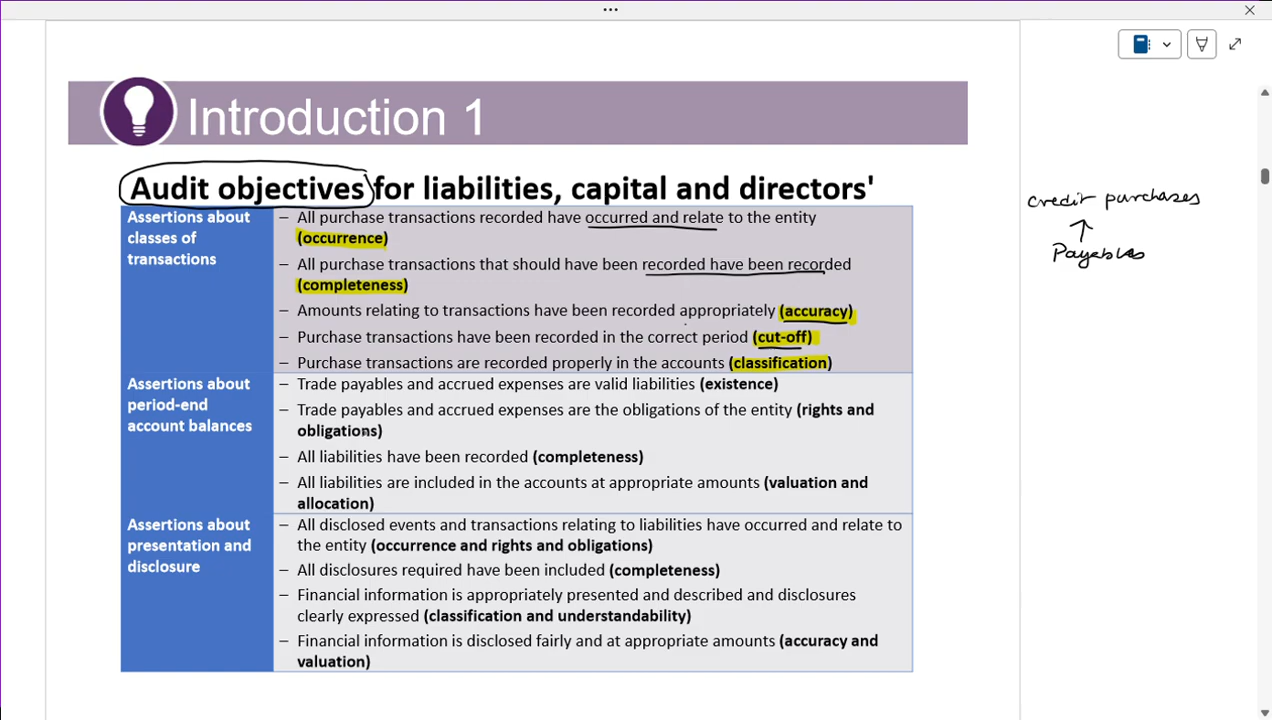 Introduction 1
Audit objectives for liabilities, capital and directors'
Assertions about
classes of
transactions
– All purchase transactions recorded have occurred and relate to the entity
(occurrence)
– All purchase transactions that should have been recorded have been recorded
(completeness)
– Amounts relating to transactions have been recorded appropriately (accuracy)
– Purchase transactions have been recorded in the correct period (cut-off)
– Purchase transactions are recorded properly in the accounts (classification)
Assertions about
period-end
account balances
– Trade payables and accrued expenses are valid liabilities (existence)
– Trade payables and accrued expenses are the obligations of the entity (rights and
obligations)
– All liabilities have been recorded (completeness)
– All liabilities are included in the accounts at appropriate amounts (valuation and
allocation)
Assertions about
presentation and
disclosure
– All disclosed events and transactions relating to liabilities have occurred and relate to
the entity (occurrence and rights and obligations)
– All disclosures required have been included (completeness)
– Financial information is appropriately presented and described and disclosures
clearly expressed (classification and understandability)
– Financial information is disclosed fairly and at appropriate amounts (accuracy and
valuation)
credit purchases
Payables